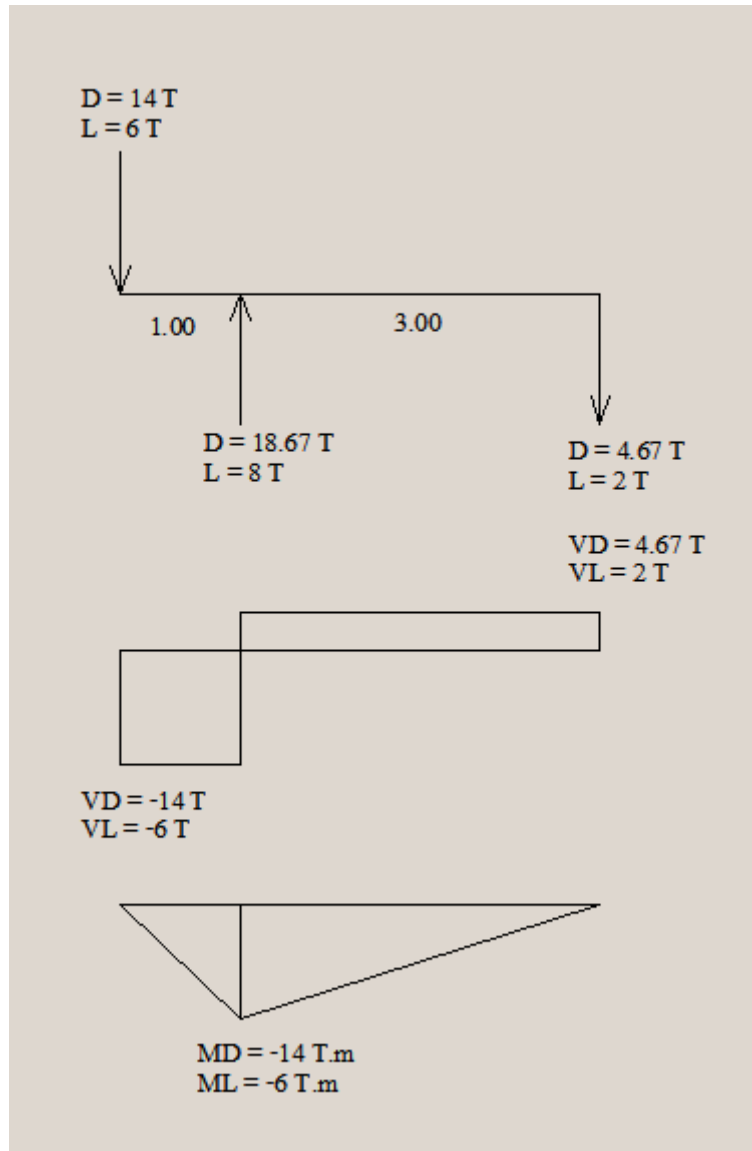 D = 14 T
L = 6 T
1.00
3.00
D = 18.67 T
L = 8 T
D = 4.67 T
L = 2 T
VD = 4.67 T
VL = 2 T
VD = -14 T
VL = -6 T
MD = -14 T.m
ML = -6 T.m